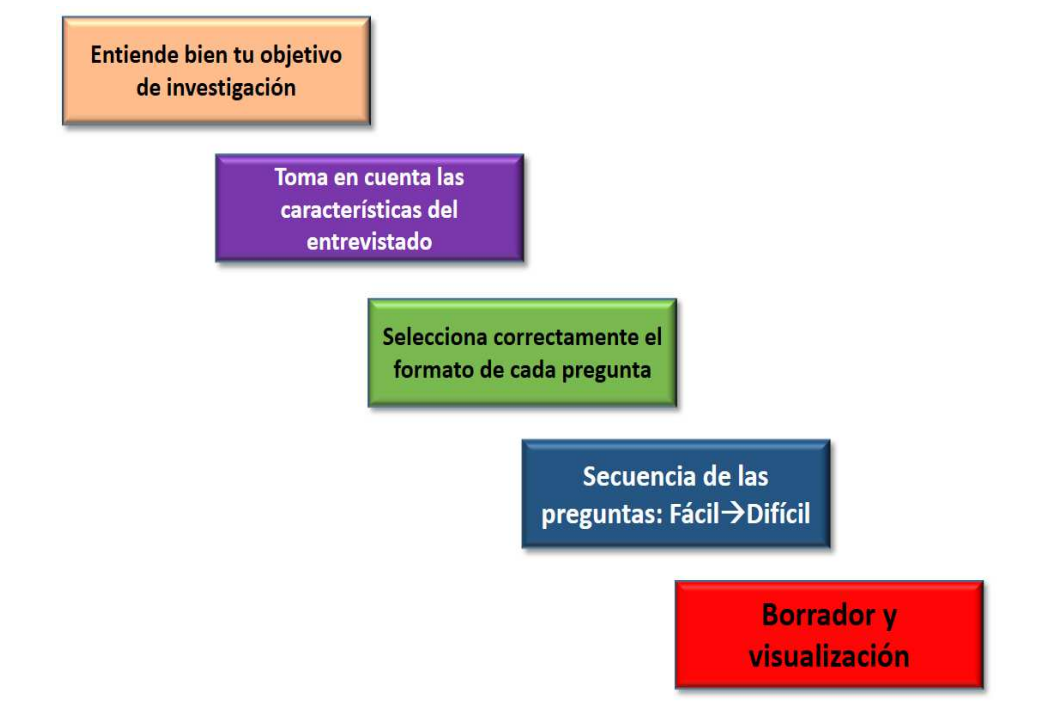 Entiende bien tu objetivo
de investigación
Toma en cuenta las
características del
entrevistado
Selecciona correctamente el
formato de cada pregunta
Secuencia de las
preguntas: Fácil→Difícil
Borrador y
visualización